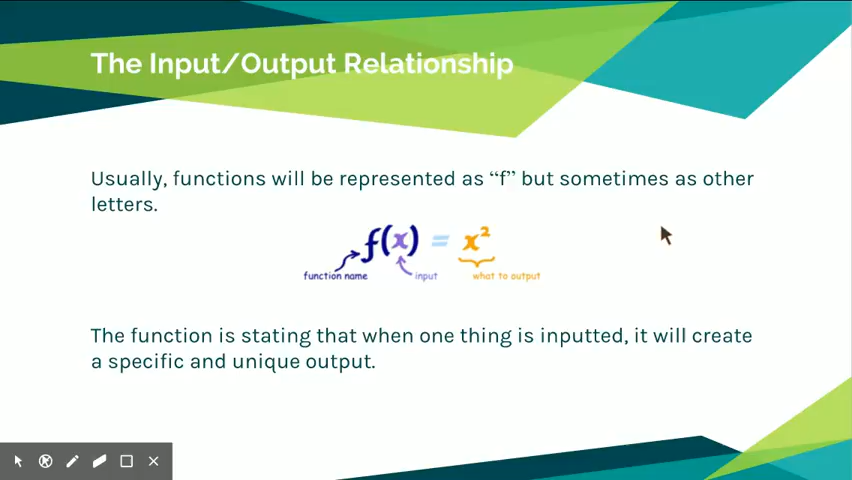 The Input/Output Relationship
Usually, functions will be represented as “f” but sometimes as other
letters.
f(x) = x²
function name input what to output
The function is stating that when one thing is inputted, it will create
a specific and unique output.